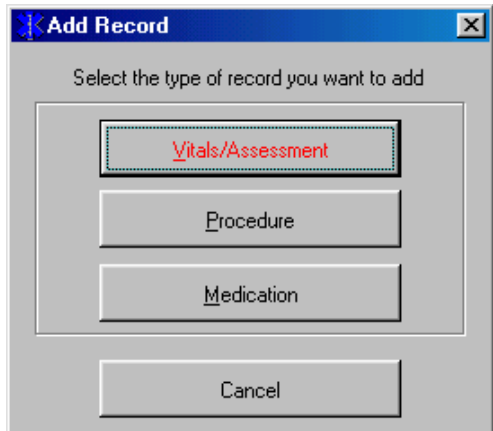 Add Record
Select the type of record you want to add
Vitals/Assessment
Procedure
Medication
Cancel